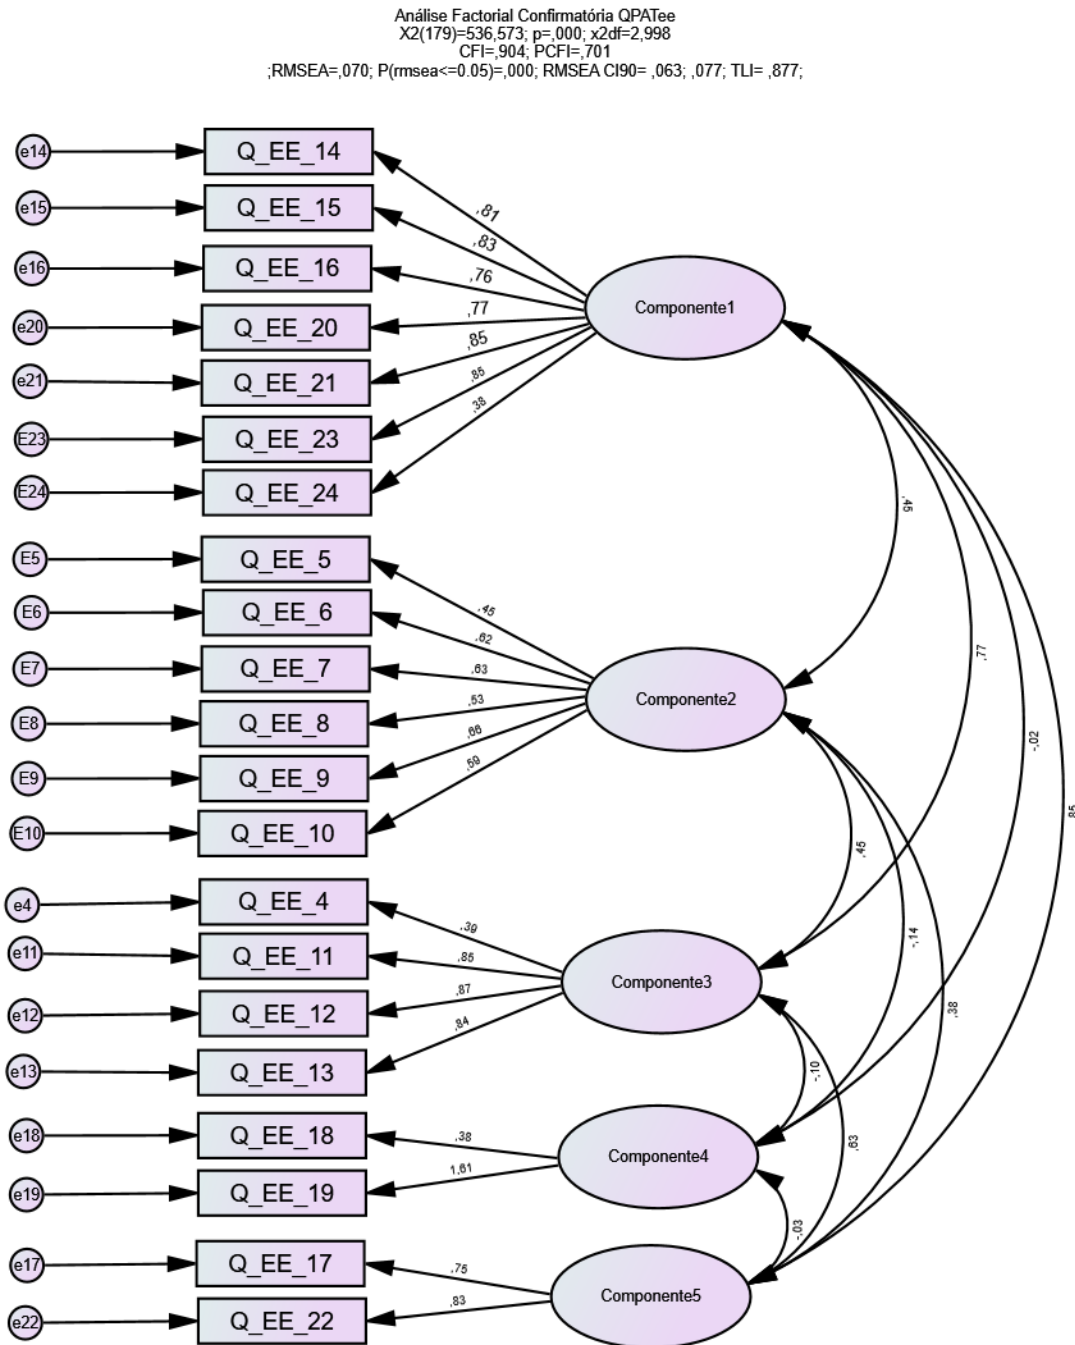 Análise Factorial Confirmatória QPATee
X2(179)=536,573; p=,000; x2df=2,998
CFI=,904; PCFI=,701
;RMSEA=,070; P(rmsea<=0.05)=,000; RMSEA CI90= ,063; ,077; TLI= ,877;
e14 Q_EE_14
,81
e15 Q_EE_15
,83
e16 Q_EE_16
,76
Componente1
e20 Q_EE_20
,77
e21 Q_EE_21
,85
E23 Q_EE_23
,85
E24 Q_EE_24
,38
,45
E5 Q_EE_5
,45
E6 Q_EE_6
,62
E7 Q_EE_7
,63
,77
Componente2
E8 Q_EE_8
,53
-,02
E9 Q_EE_9
,66
E10 Q_EE_10
,59
,85
,45
e4 Q_EE_4
,39
e11 Q_EE_11
,85
-,14
Componente3
e12 Q_EE_12
,87
,38
e13 Q_EE_13
,84
-,10
e18 Q_EE_18
,38
,63
Componente4
e19 Q_EE_19
1,61
-,03
e17 Q_EE_17
,75
Componente5
e22 Q_EE_22
,83